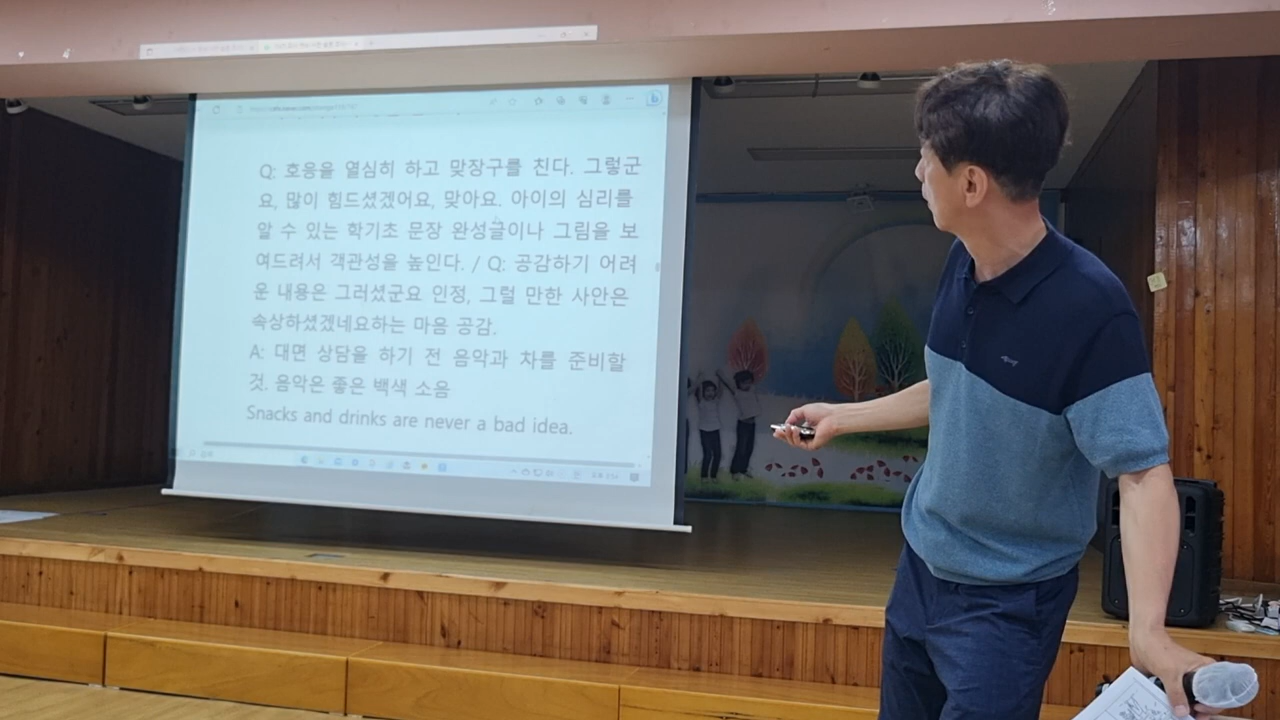 Q: 호응을 열심히 하고 맞장구를 친다. 그렇군
요, 많이 힘드셨겠어요, 맞아요. 아이의 심리를
알 수 있는 학기초 문장 완성글이나 그림을 보
여드려서 객관성을 높인다. / Q: 공감하기 어려
운 내용은 그러셨군요 인정, 그럴 만한 사안은
속상하셨겠네요하는 마음 공감.
A: 대면 상담을 하기 전 음악과 차를 준비할
것. 음악은 좋은 백색 소음
Snacks and drinks are never a bad idea.